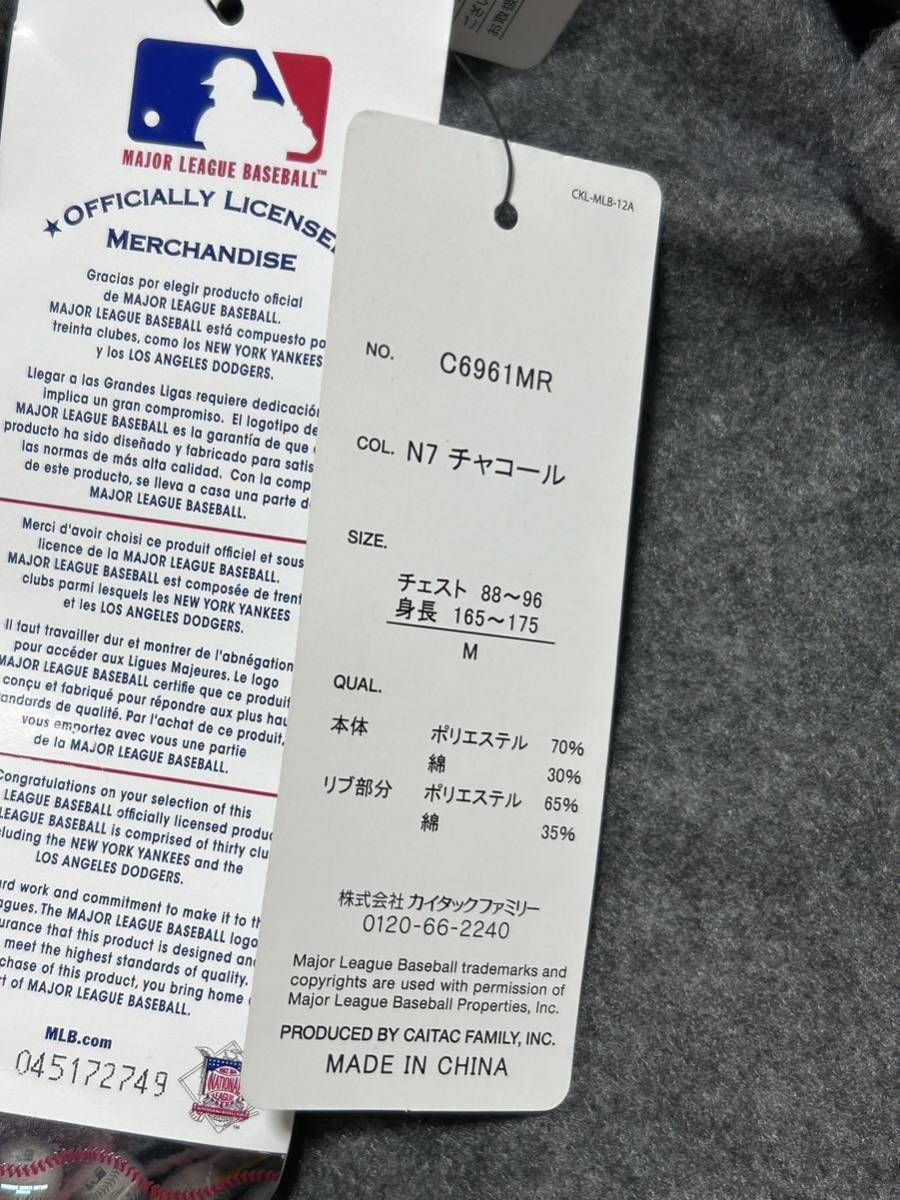 MAJOR LEAGUE BASEBALL™
★OFFICIALLY LICENSE
MERCHANDISE
Gracias por elegir producto oficial
de MAJOR LEAGUE BASEBALL.
MAJOR LEAGUE BASEBALL está compuesto po
treinta clubes, como los NEW YORK YANKEES
y los LOS ANGELES DODGERS.
Llegar a las Grandes Ligas requiere dedicació
implica un gran compromiso. El logotipo de
MAJOR LEAGUE BASEBALL es la garantía de que
producto ha sido diseñado y fabricado para satis
las normas de más alta calidad. Con la comp
de este producto, se lleva a casa una parte d
MAJOR LEAGUE BASEBALL.
Merci d'avoir choisi ce produit officiel et sous
licence de la MAJOR LEAGUE BASEBALL.
MAJOR LEAGUE BASEBALL est composée de tren
clubs parmi lesquels les NEW YORK YANKEES
et les LOS ANGELES DODGERS.
Il faut travailler dur et montrer de l'abnégation
pour accéder aux Ligues Majeures. Le logo
MAJOR LEAGUE BASEBALL certifie que ce produit
conçu et fabriqué pour répondre aux plus hau
andards de qualité. Par l'achat de ce produit,
vous emportez avec vous une partie
de la MAJOR LEAGUE BASEBALL.
Congratulations on your selection of this
LEAGUE BASEBALL officially licensed produc
LEAGUE BASEBALL is comprised of thirty clu
cluding the NEW YORK YANKEES and the
LOS ANGELES DODGERS.
ard work and commitment to make it to th
agues. The MAJOR LEAGUE BASEBALL logo
urance that this product is designed an
meet the highest standards of quality.
chase of this product, you bring home
rt of MAJOR LEAGUE BASEBALL.
MLB.com
045172749
NATIONAL
LEAGUE
ござい
お取扱
CKL-MLB-12A
NO. C6961MR
COL. N7 チャコール
SIZE.
チェスト 88～96
身長 165～175
M
QUAL.
本体 ポリエステル 70%
綿 30%
リブ部分 ポリエステル 65%
綿 35%
株式会社 カイタックファミリー
0120-66-2240
Major League Baseball trademarks and
copyrights are used with permission of
Major League Baseball Properties, Inc.
PRODUCED BY CAITAC FAMILY, INC.
MADE IN CHINA